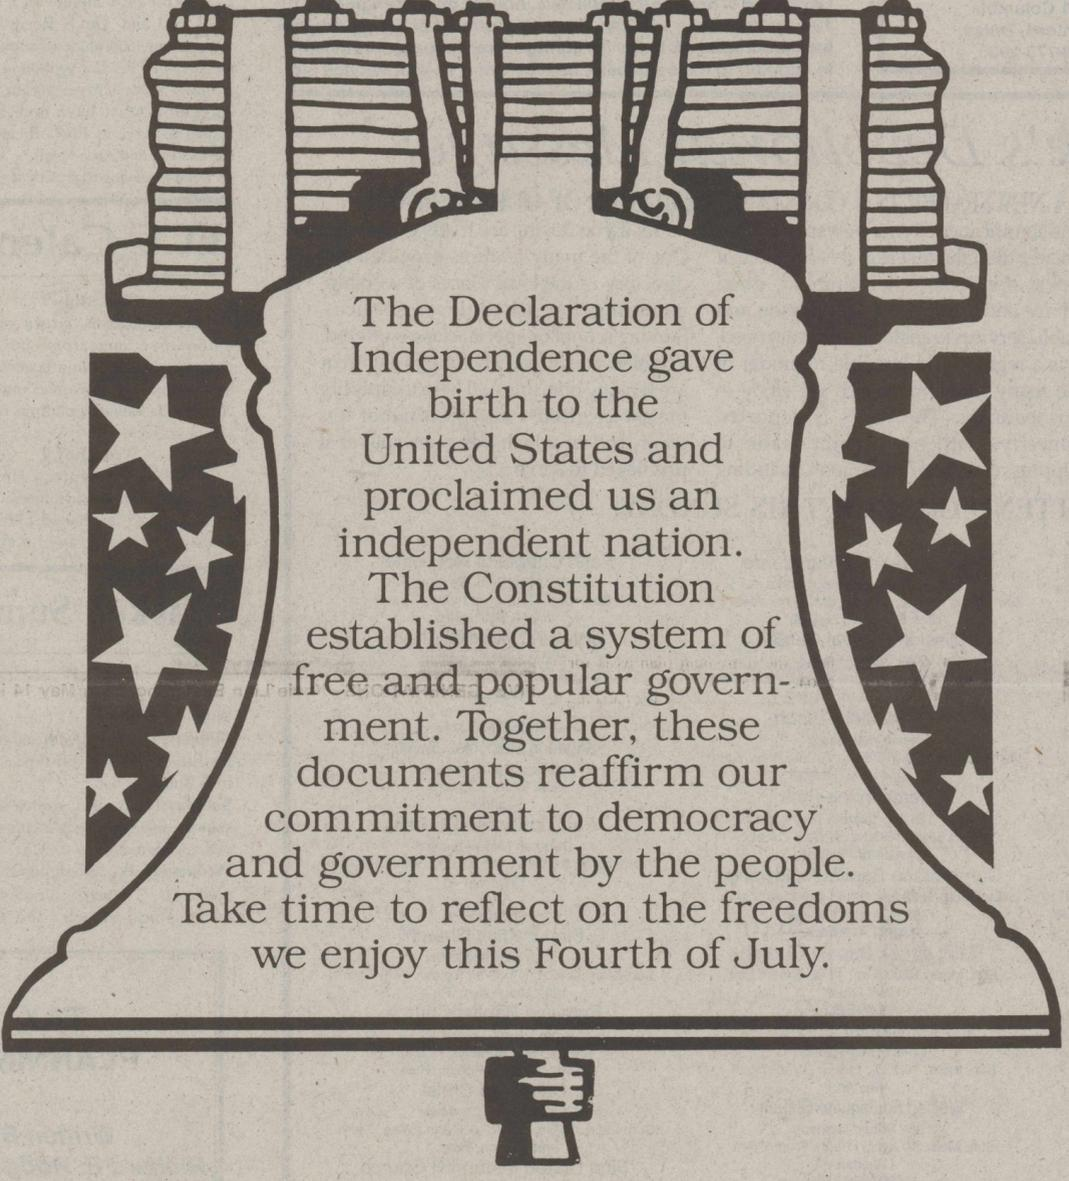 The Declaration of
Independence gave
birth to the
United States and
proclaimed us an
independent nation.
The Constitution
established a system of
free and popular govern-
ment. Together, these
documents reaffirm our
commitment to democracy
and government by the people.
Take time to reflect on the freedoms
we enjoy this Fourth of July.